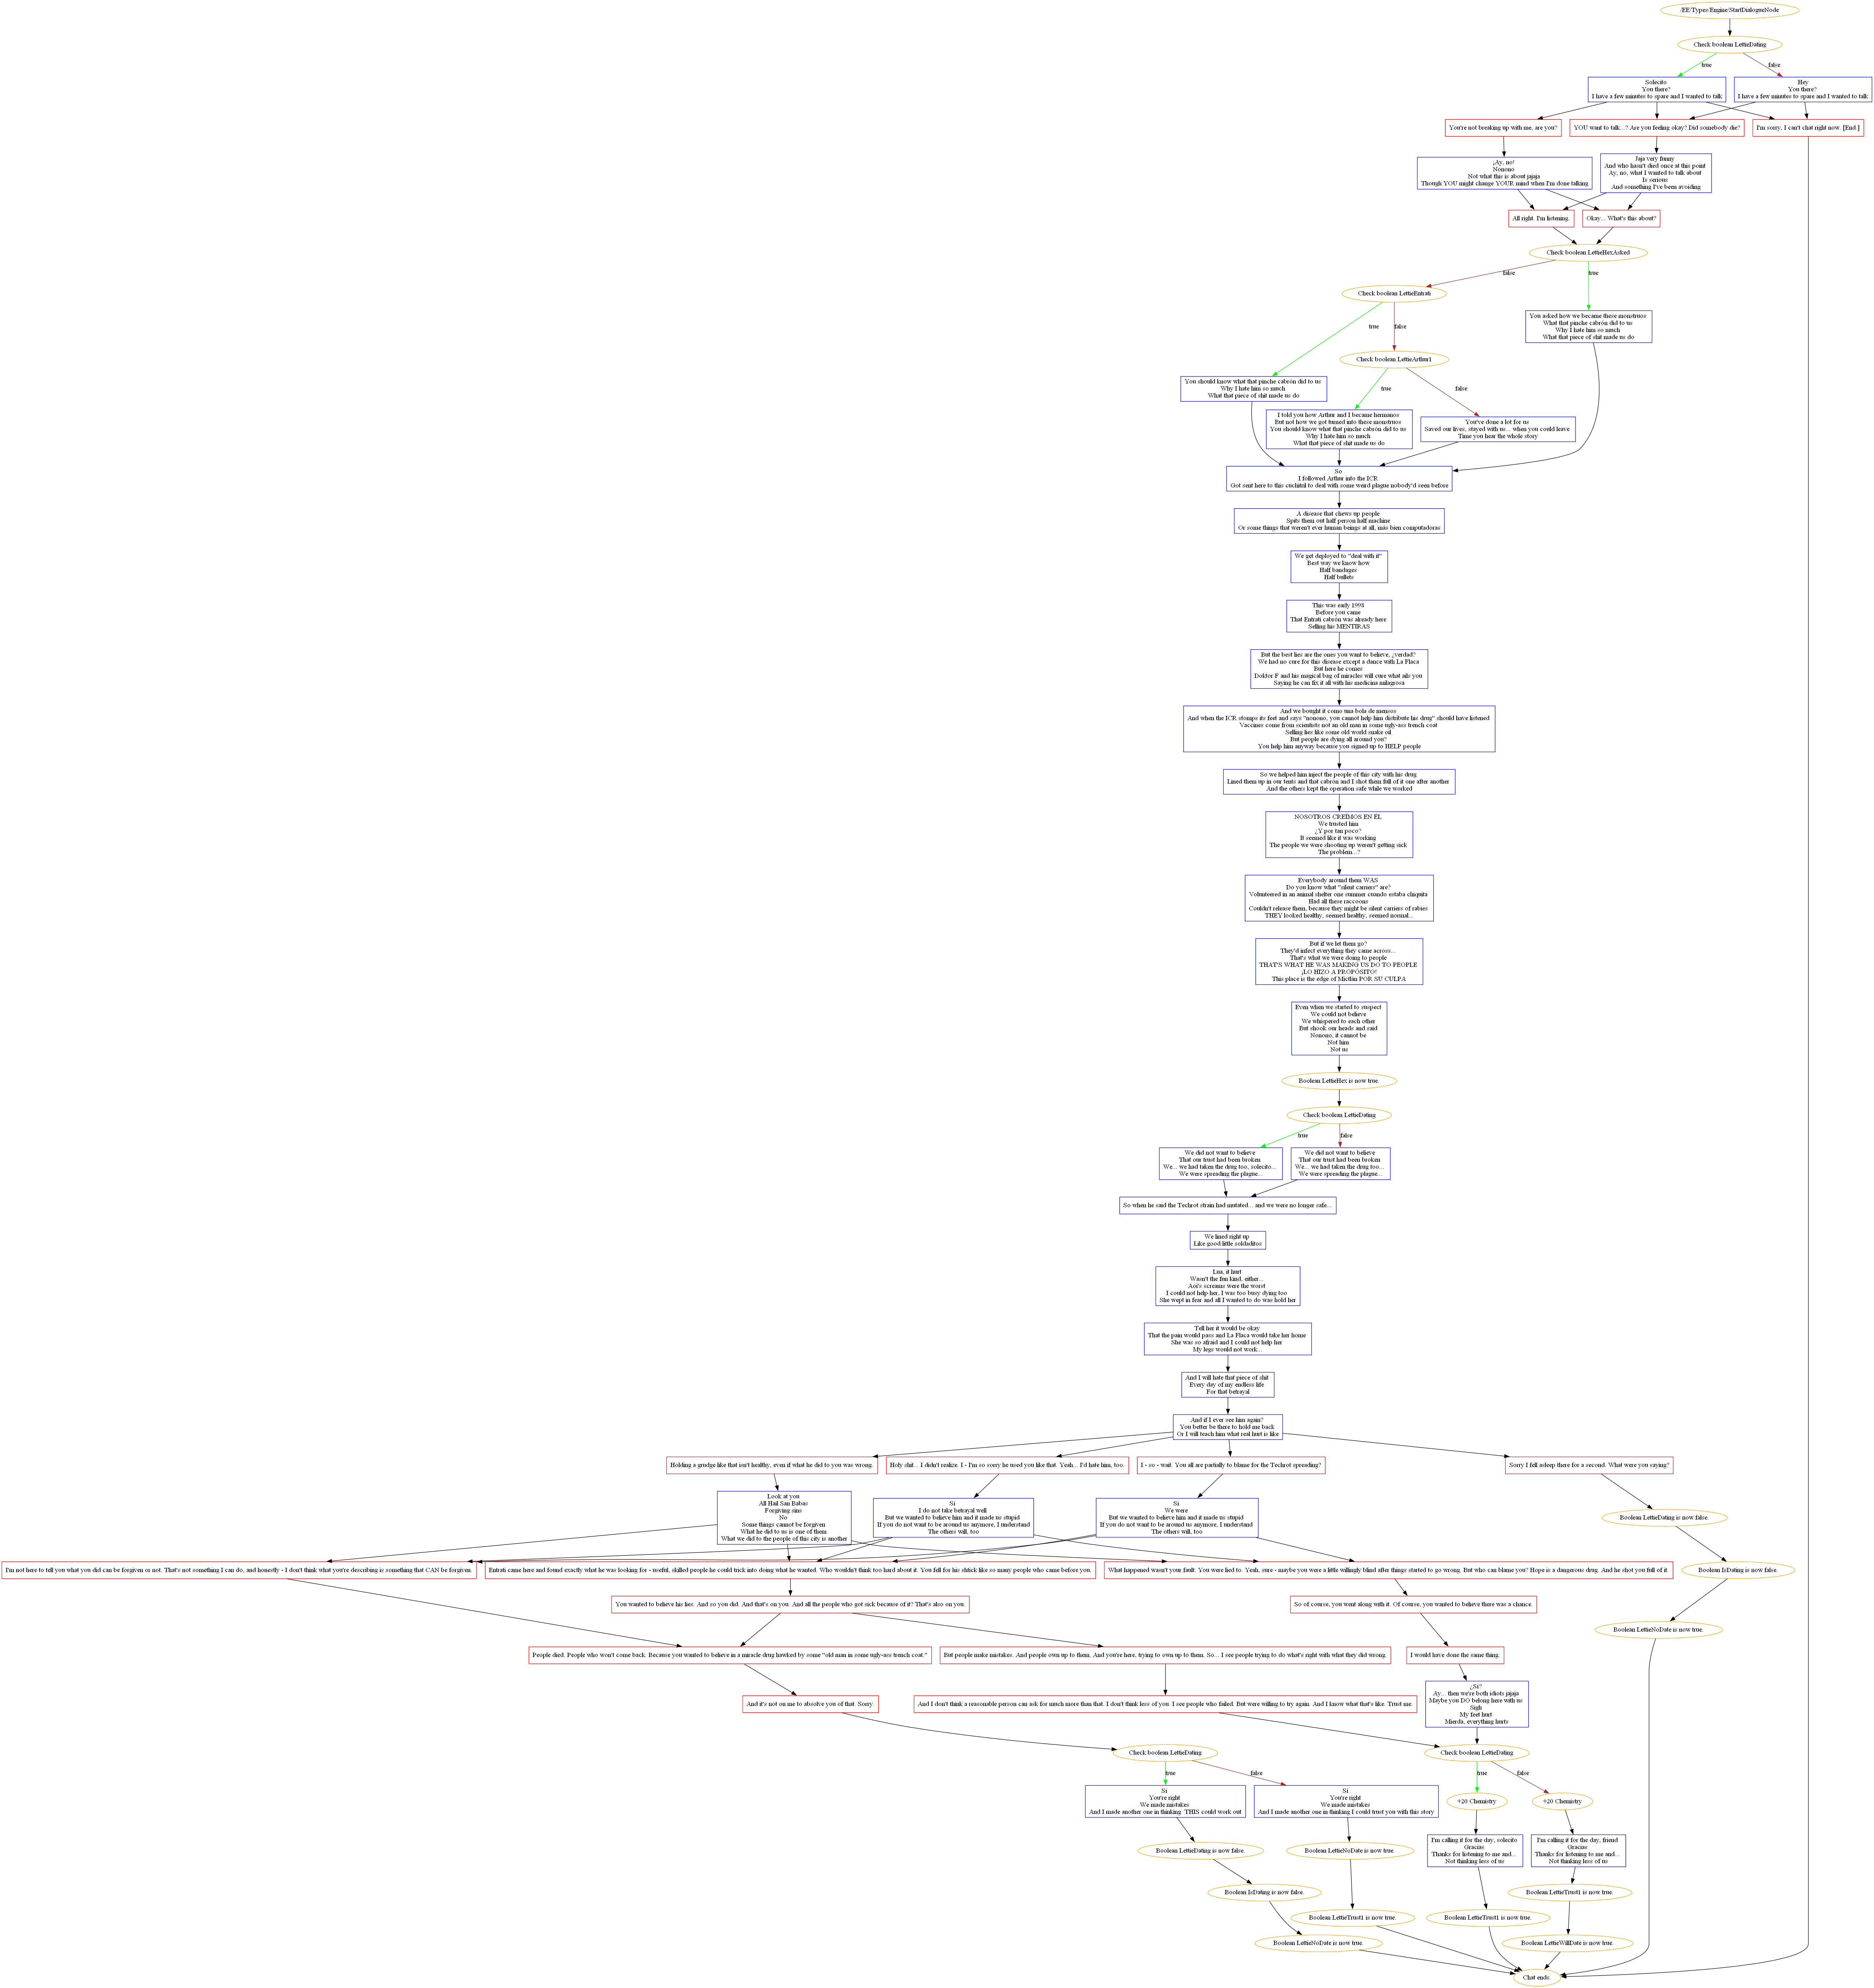 /EE/Types/Engine/StartDialogueNode
Check boolean LettieDating
true
false
Solecito
You there?
I have a few minutes to spare and I wanted to talk
Hey
You there?
I have a few minutes to spare and I wanted to talk
You're not breaking up with me, are you?
YOU want to talk...? Are you feeling okay? Did somebody die?
I'm sorry, I can't chat right now. [End.]
¡Ay, no!
Nonono
Not what this is about jajaja
Though YOU might change YOUR mind when I'm done talking
Jaja very funny
And who hasn't died once at this point
Ay, no, what I wanted to talk about
Is serious
And something I've been avoiding
All right. I'm listening.
Okay... What's this about?
Check boolean LettieHexAsked
false
true
Check boolean LettieEntrati
You asked how we became these monstruos
What that pinche cabrón did to us
Why I hate him so much
What that piece of shit made us do
true
false
Check boolean LettieArthur1
You should know what that pinche cabrón did to us
Why I hate him so much
What that piece of shit made us do
true
false
I told you how Arthur and I became hermanos
But not how we got turned into these monstruos
You should know what that pinche cabrón did to us
Why I hate him so much
What that piece of shit made us do
You've done a lot for us
Saved our lives, stayed with us... when you could leave
Time you hear the whole story
So
I followed Arthur into the ICR
Got sent here to this cuchitril to deal with some weird plague nobody'd seen before
A disease that chews up people
Spits them out half person half machine
Or some things that weren't ever human beings at all, más bien computadoras
We get deployed to "deal with it"
Best way we know how
Half bandages
Half bullets
This was early 1998
Before you came
That Entrati cabrón was already here
Selling his MENTIRAS
But the best lies are the ones you want to believe, ¿verdad?
We had no cure for this disease except a dance with La Flaca
But here he comes
Doktor F and his magical bag of miracles will cure what ails you
Saying he can fix it all with his medicina milagrosa
And we bought it como una bola de mensos
And when the ICR stomps its feet and says "nonono, you cannot help him distribute his drug" should have listened
Vaccines come from scientists not an old man in some ugly-ass trench coat
Selling lies like some old world snake oil
But people are dying all around you?
You help him anyway because you signed up to HELP people
So we helped him inject the people of this city with his drug
Lined them up in our tents and that cabrón and I shot them full of it one after another
And the others kept the operation safe while we worked
NOSOTROS CREÍMOS EN ÉL
We trusted him
¿Y por tan poco?
It seemed like it was working
The people we were shooting up weren't getting sick
The problem...?
Everybody around them WAS
Do you know what "silent carriers" are?
Volunteered in an animal shelter one summer cuando estaba chiquita
Had all these raccoons
Couldn't release them, because they might be silent carriers of rabies
THEY looked healthy, seemed healthy, seemed normal...
But if we let them go?
They'd infect everything they came across...
That's what we were doing to people
THAT'S WHAT HE WAS MAKING US DO TO PEOPLE
¡LO HIZO A PROPÓSITO!
This place is the edge of Mictlán POR SU CULPA
Even when we started to suspect
We could not believe
We whispered to each other
But shook our heads and said
Nonono, it cannot be
Not him
Not us
Boolean LettieHex is now true.
Check boolean LettieDating
true
false
We did not want to believe
That our trust had been broken
We... we had taken the drug too, solecito...
We were spreading the plague...
We did not want to believe
That our trust had been broken
We... we had taken the drug too...
We were spreading the plague...
So when he said the Techrot strain had mutated... and we were no longer safe...
We lined right up
Like good little soldaditos
Lua, it hurt
Wasn't the fun kind, either...
Aoi's screams were the worst
I could not help her, I was too busy dying too
She wept in fear and all I wanted to do was hold her
Tell her it would be okay
That the pain would pass and La Flaca would take her home
She was so afraid and I could not help her
My legs would not work...
And I will hate that piece of shit
Every day of my endless life
For that betrayal
And if I ever see him again?
You better be there to hold me back
Or I will teach him what real hurt is like
Holding a grudge like that isn't healthy, even if what he did to you was wrong.
Holy shit... I didn't realize. I - I'm so sorry he used you like that. Yeah... I'd hate him, too.
I - so - wait. You all are partially to blame for the Techrot spreading?
Sorry I fell asleep there for a second. What were you saying?
Look at you
All Hail San Babas
Forgiving sins
No
Some things cannot be forgiven
What he did to us is one of them
What we did to the people of this city is another
Sí
I do not take betrayal well
But we wanted to believe him and it made us stupid
If you do not want to be around us anymore, I understand
The others will, too
Sí
We were
But we wanted to believe him and it made us stupid
If you do not want to be around us anymore, I understand
The others will, too
Boolean LettieDating is now false.
I'm not here to tell you what you did can be forgiven or not. That's not something I can do, and honestly - I don't think what you're describing is something that CAN be forgiven.
Entrati came here and found exactly what he was looking for - useful, skilled people he could trick into doing what he wanted. Who wouldn't think too hard about it. You fell for his shtick like so many people who came before you.
What happened wasn't your fault. You were lied to. Yeah, sure - maybe you were a little willingly blind after things started to go wrong. But who can blame you? Hope is a dangerous drug. And he shot you full of it.
Boolean IsDating is now false.
You wanted to believe his lies. And so you did. And that's on you. And all the people who got sick because of it? That's also on you.
So of course, you went along with it. Of course, you wanted to believe there was a chance.
Boolean LettieNoDate is now true.
People died. People who won't come back. Because you wanted to believe in a miracle drug hawked by some "old man in some ugly-ass trench coat."
But people make mistakes. And people own up to them. And you're here, trying to own up to them. So... I see people trying to do what's right with what they did wrong.
I would have done the same thing.
And it's not on me to absolve you of that. Sorry.
And I don't think a reasonable person can ask for much more than that. I don't think less of you. I see people who failed. But were willing to try again. And I know what that's like. Trust me.
¿Sí?
Ay... then we're both idiots jajaja
Maybe you DO belong here with us
Sigh
My feet hurt
Mierda, everything hurts
Check boolean LettieDating
Check boolean LettieDating
true
false
true
false
Sí
You're right
We made mistakes
And I made another one in thinking THIS could work out
Sí
You're right
We made mistakes
And I made another one in thinking I could trust you with this story
+20 Chemistry
+20 Chemistry
Boolean LettieDating is now false.
Boolean LettieNoDate is now true.
I'm calling it for the day, solecito
Gracias
Thanks for listening to me and...
Not thinking less of us
I'm calling it for the day, friend
Gracias
Thanks for listening to me and...
Not thinking less of us
Boolean IsDating is now false.
Boolean LettieTrust1 is now true.
Boolean LettieTrust1 is now true.
Boolean LettieTrust1 is now true.
Boolean LettieNoDate is now true.
Boolean LettieWillDate is now true.
Chat ends.